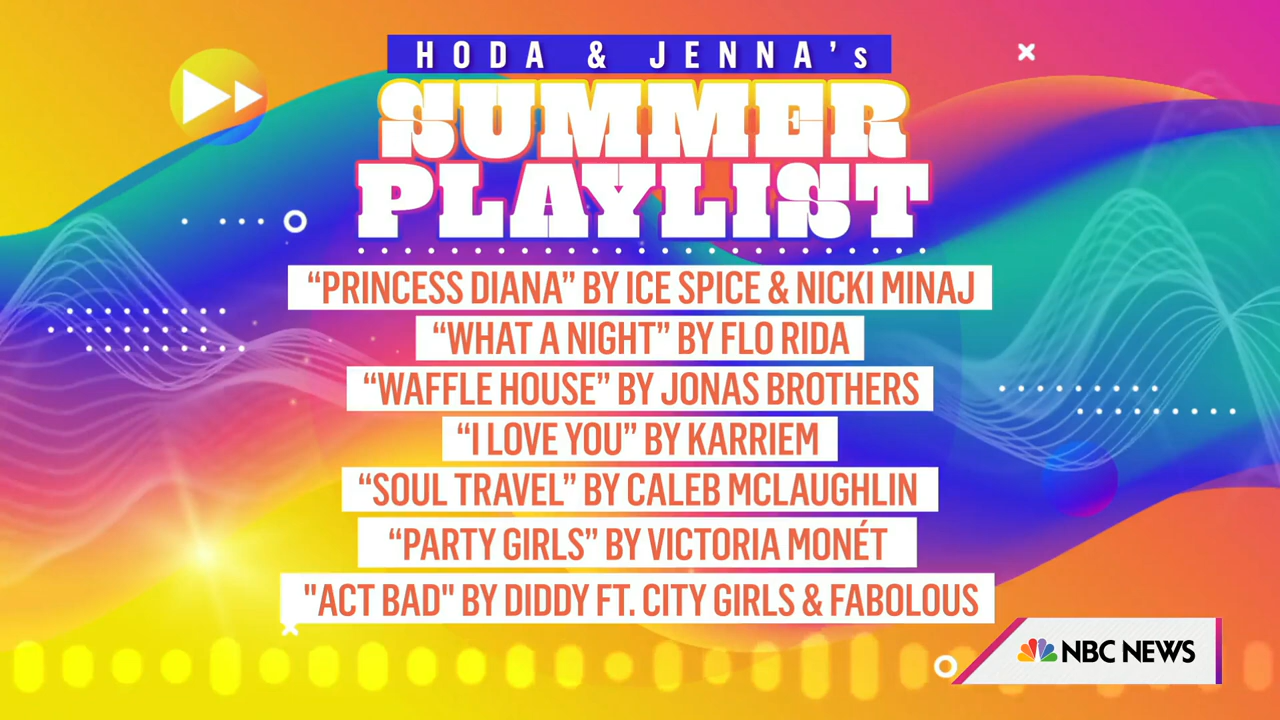 HODA & JENNA's
SUMMER
PLAYLIST
“PRINCESS DIANA” BY ICE SPICE & NICKI MINAJ
“WHAT A NIGHT” BY FLO RIDA
“WAFFLE HOUSE” BY JONAS BROTHERS
“I LOVE YOU” BY KARRIEM
“SOUL TRAVEL” BY CALEB MCLAUGHLIN
“PARTY GIRLS” BY VICTORIA MONÉT
"ACT BAD" BY DIDDY FT. CITY GIRLS & FABOLOUS
NBC NEWS